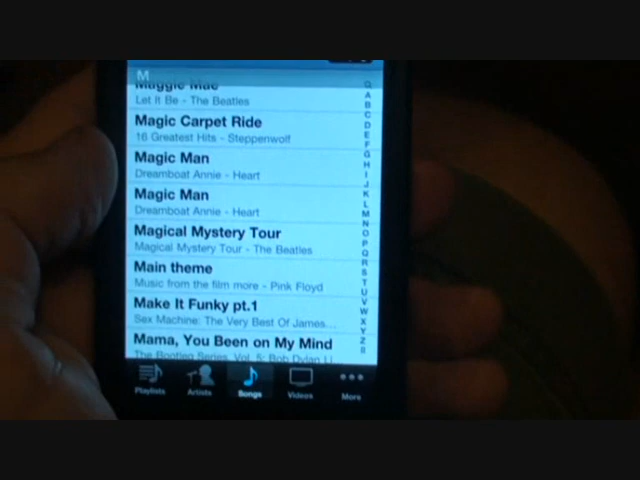 M
Maggie Mae
Let It Be - The Beatles
Magic Carpet Ride
16 Greatest Hits - Steppenwolf
Magic Man
Dreamboat Annie - Heart
Magic Man
Dreamboat Annie - Heart
Magical Mystery Tour
Magical Mystery Tour - The Beatles
Main theme
Music from the film more - Pink Floyd
Make It Funky pt.1
Sex Machine: The Very Best Of James...
Mama, You Been on My Mind
The Bootleg Series, Vol. 5: Bob Dylan Li...
A
B
C
D
E
F
G
H
I
J
K
L
M
N
O
P
Q
R
S
T
U
V
W
X
Y
Z
#
Playlists Artists Songs Videos More